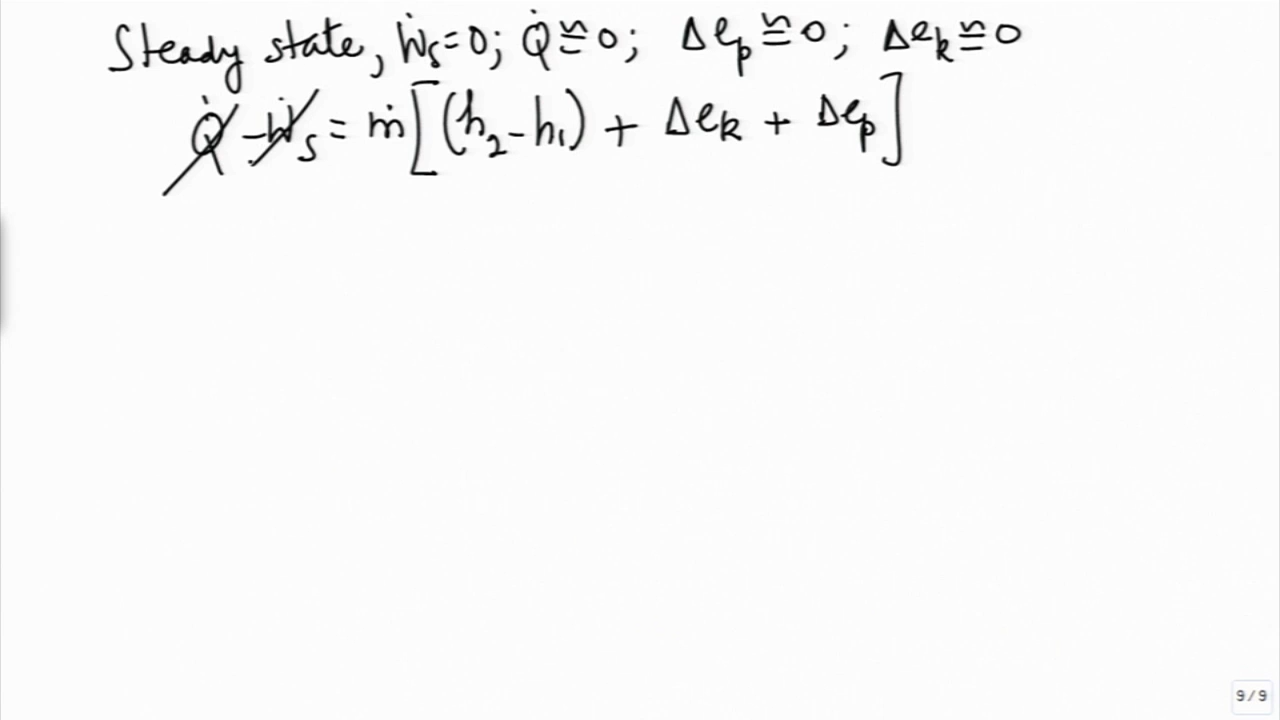 Steady state, Ẇs=0; Q̇≅0; Δep≅0; Δek≅0
Q̇ - Ẇs = ṁ[(h2-h1) + Δek + Δep]
9/9